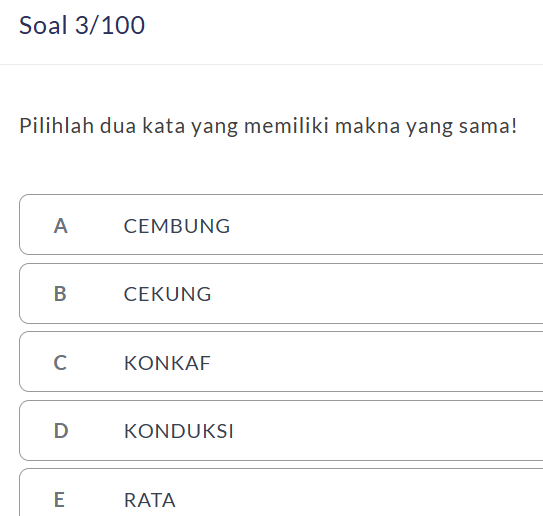 Soal 3/100
Pilihlah dua kata yang memiliki makna yang sama!
A CEMBUNG
B CEKUNG
C KONKAF
D KONDUKSI
E RATA